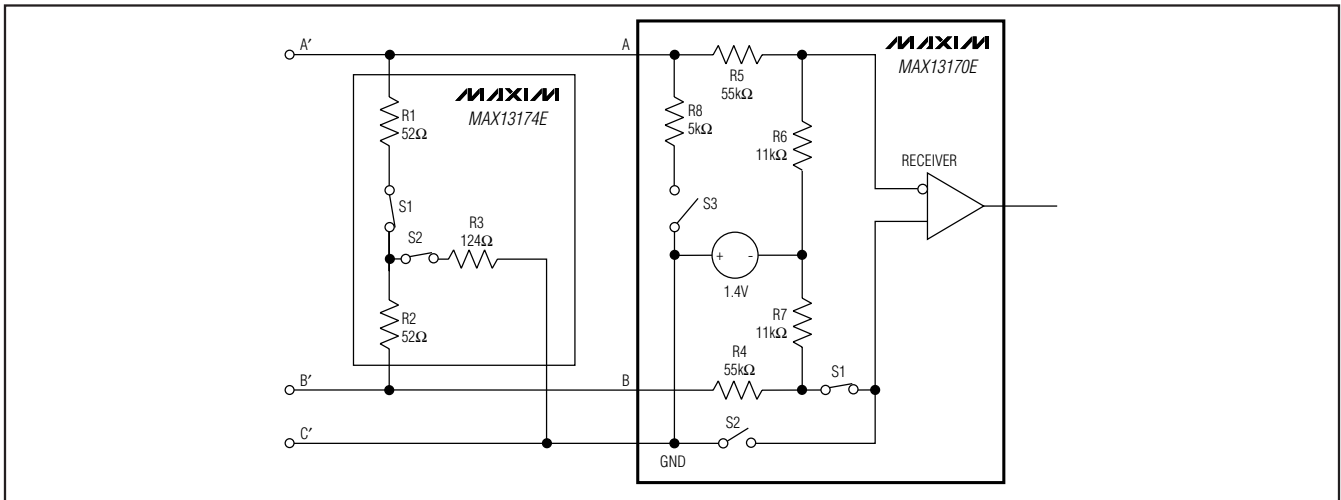 A′
A
MAXIM
MAX13170E
R5
55kΩ
MAXIM
MAX13174E
R1
52Ω
R8
5kΩ
R6
11kΩ
RECEIVER
S1
S3
S2
R3
124Ω
+ -
1.4V
R2
52Ω
R7
11kΩ
R4
55kΩ
S1
B′
B
S2
C′
GND